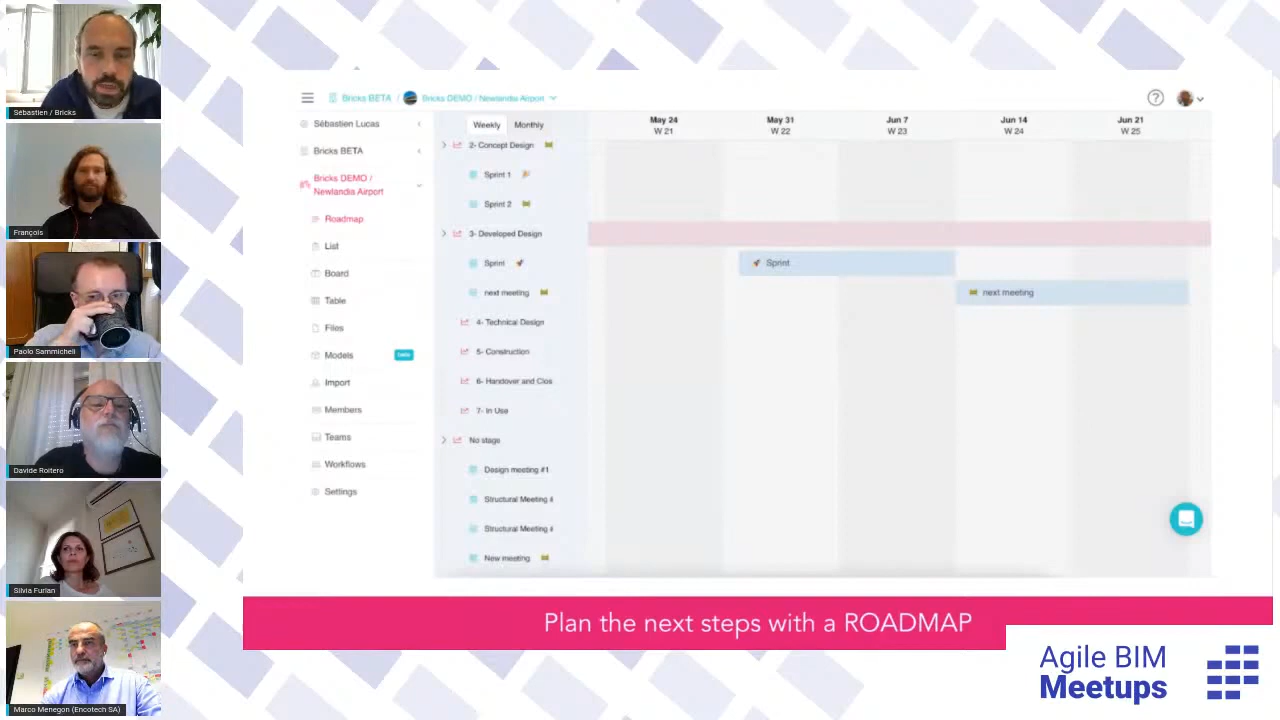 Sébastien / Bricks
François
Paolo Sammicheli
Davide Roitero
Silvia Furlan
Marco Menegon (Encotech SA)
Bricks BETA / Bricks DEMO / Newlandia Airport
?
Sébastien Lucas
Bricks BETA
Bricks DEMO /
Newlandia Airport
Roadmap
List
Board
Table
Files
Models
beta
Import
Members
Teams
Workflows
Settings
Weekly Monthly
May 24
W 21
May 31
W 22
Jun 7
W 23
Jun 14
W 24
Jun 21
W 25
2- Concept Design
Sprint 1
Sprint 2
3- Developed Design
Sprint
Sprint
next meeting
next meeting
4- Technical Design
5- Construction
6- Handover and Clos
7- In Use
No stage
Design meeting #1
Structural Meeting
Structural Meeting
New meeting
Plan the next steps with a ROADMAP
Agile BIM
Meetups